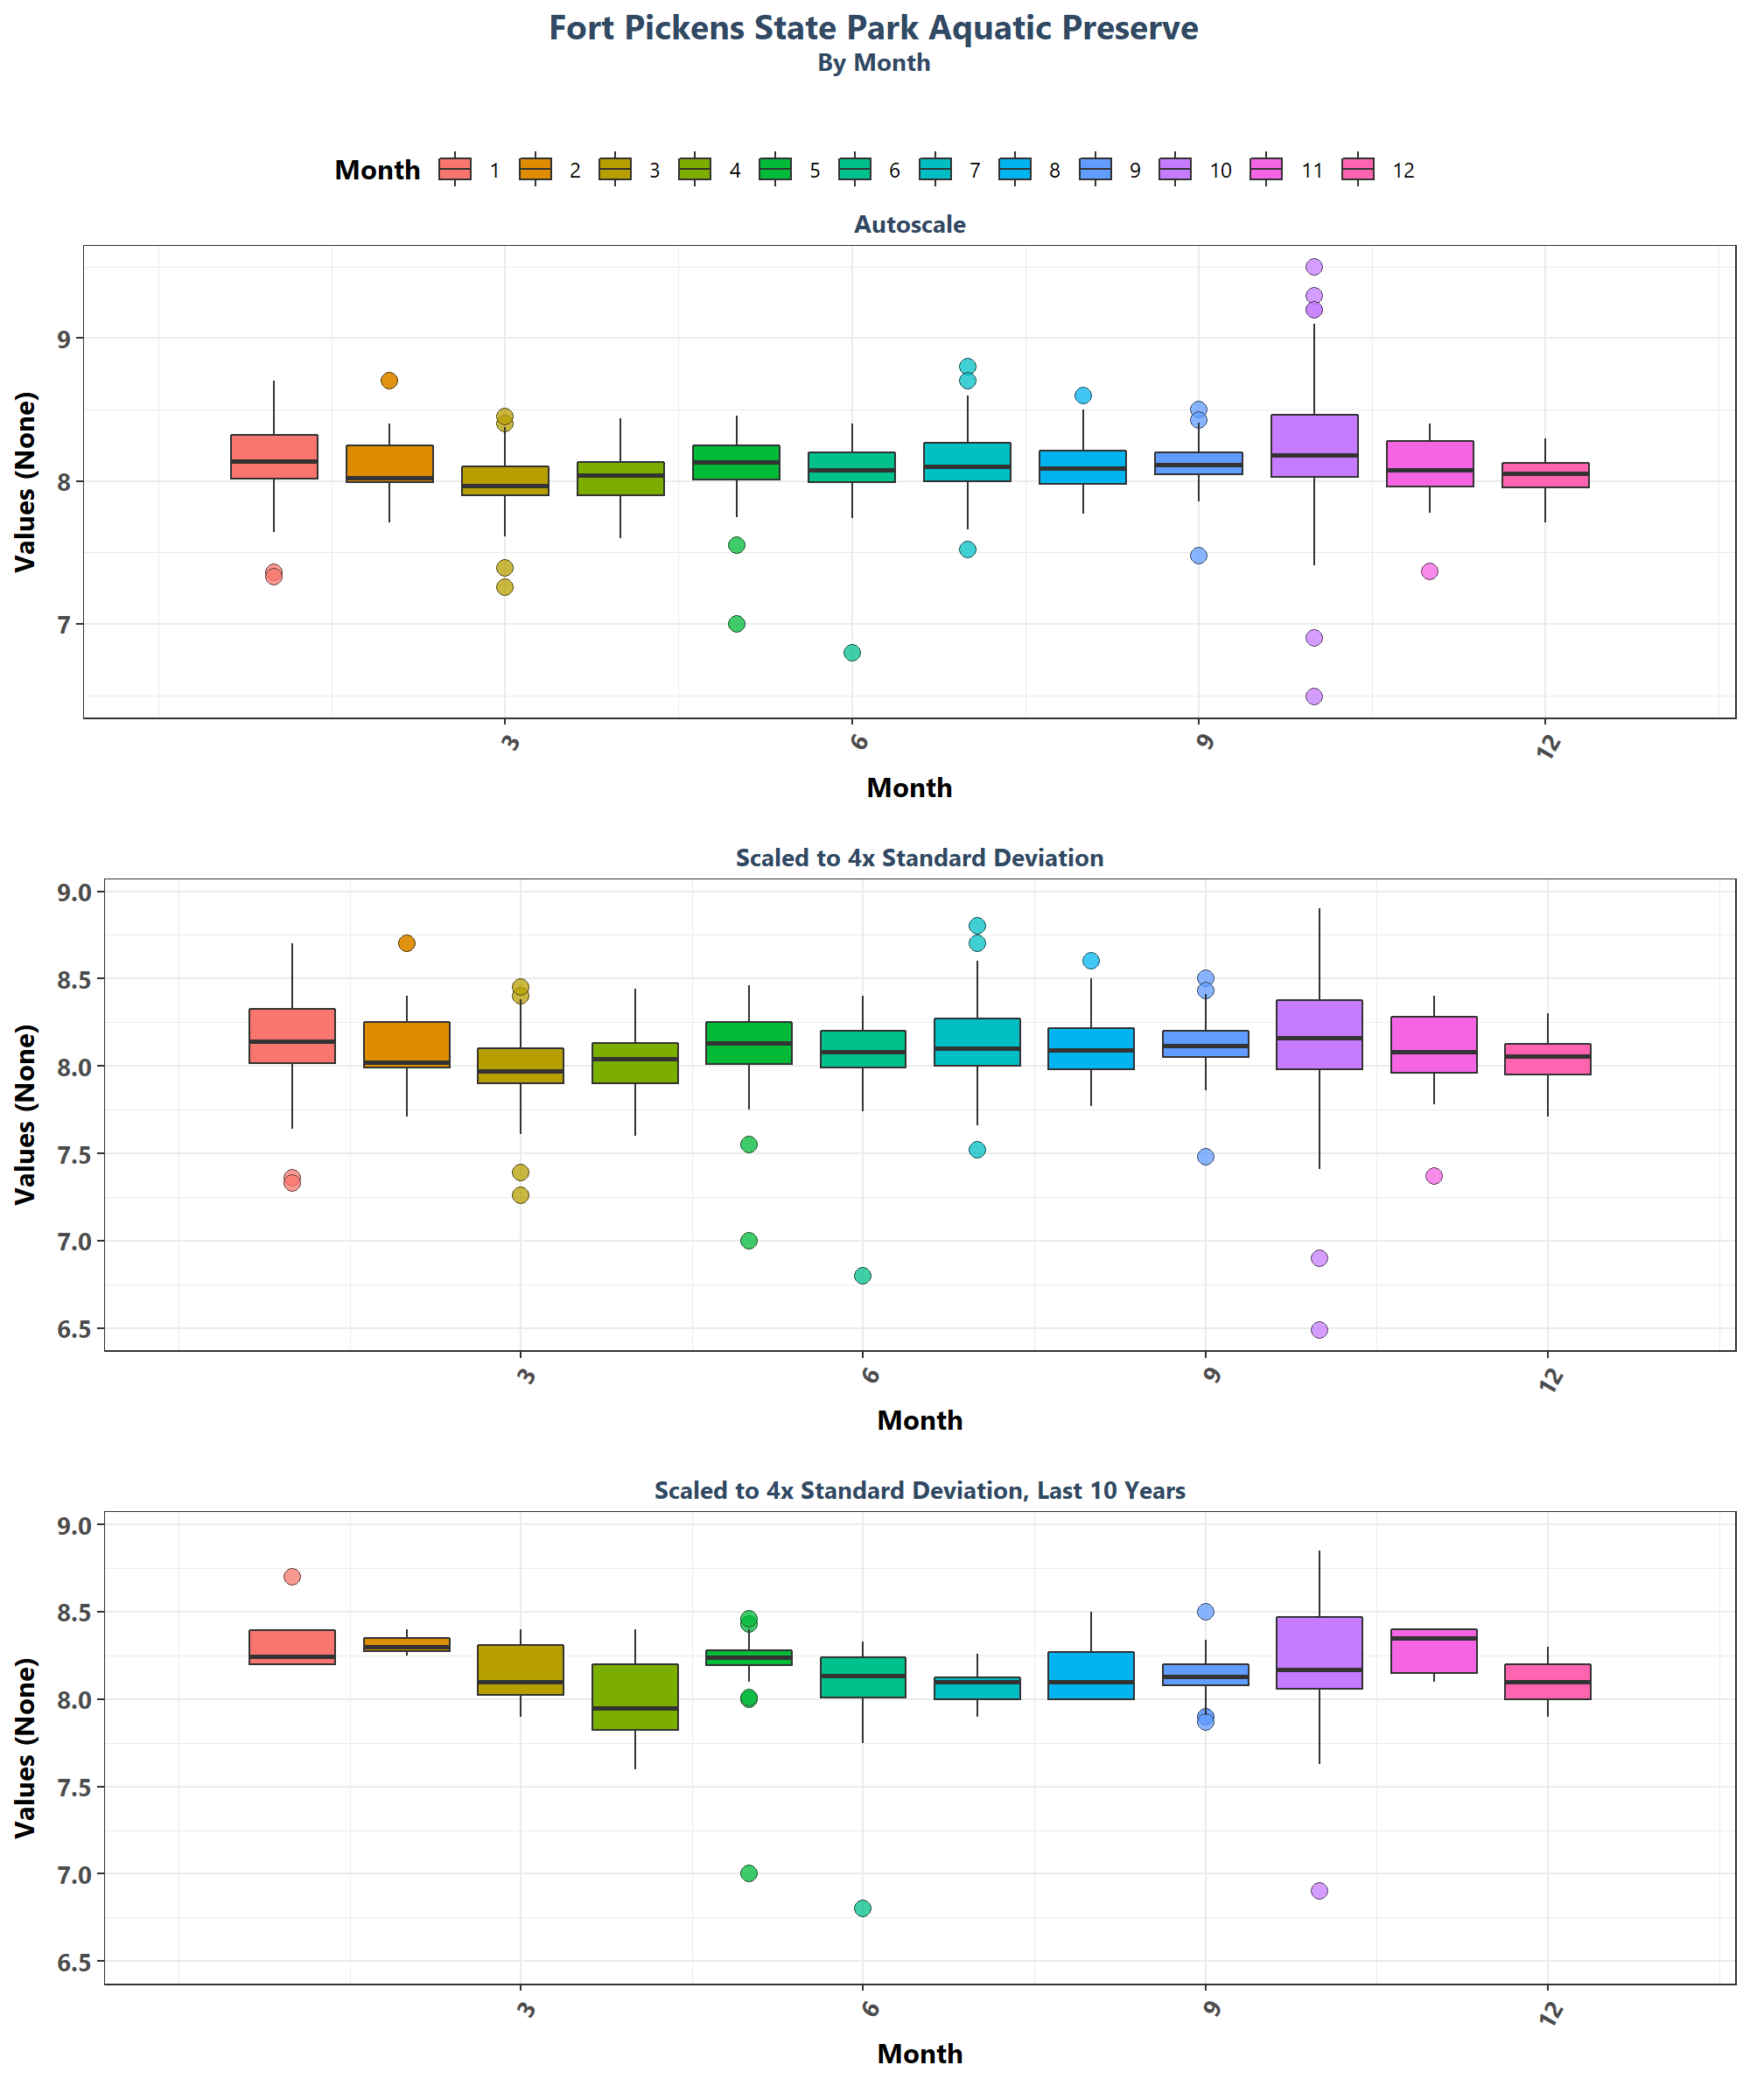 Fort Pickens State Park Aquatic Preserve
By Month
Month 1 2 3 4 5 6 7 8 9 10 11 12
Autoscale
Values (None)
9
8
7
3 6 9 12
Month
Scaled to 4x Standard Deviation
Values (None)
9.0
8.5
8.0
7.5
7.0
6.5
3 6 9 12
Month
Scaled to 4x Standard Deviation, Last 10 Years
Values (None)
9.0
8.5
8.0
7.5
7.0
6.5
3 6 9 12
Month